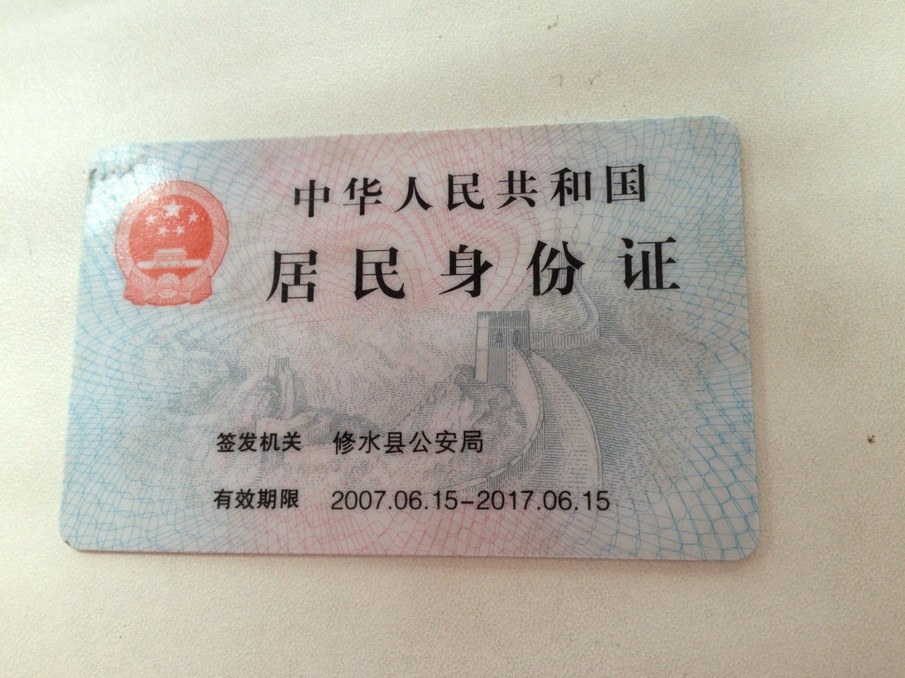 中华人民共和国
居民身份证
签发机关 修水县公安局
有效期限 2007.06.15-2017.06.15